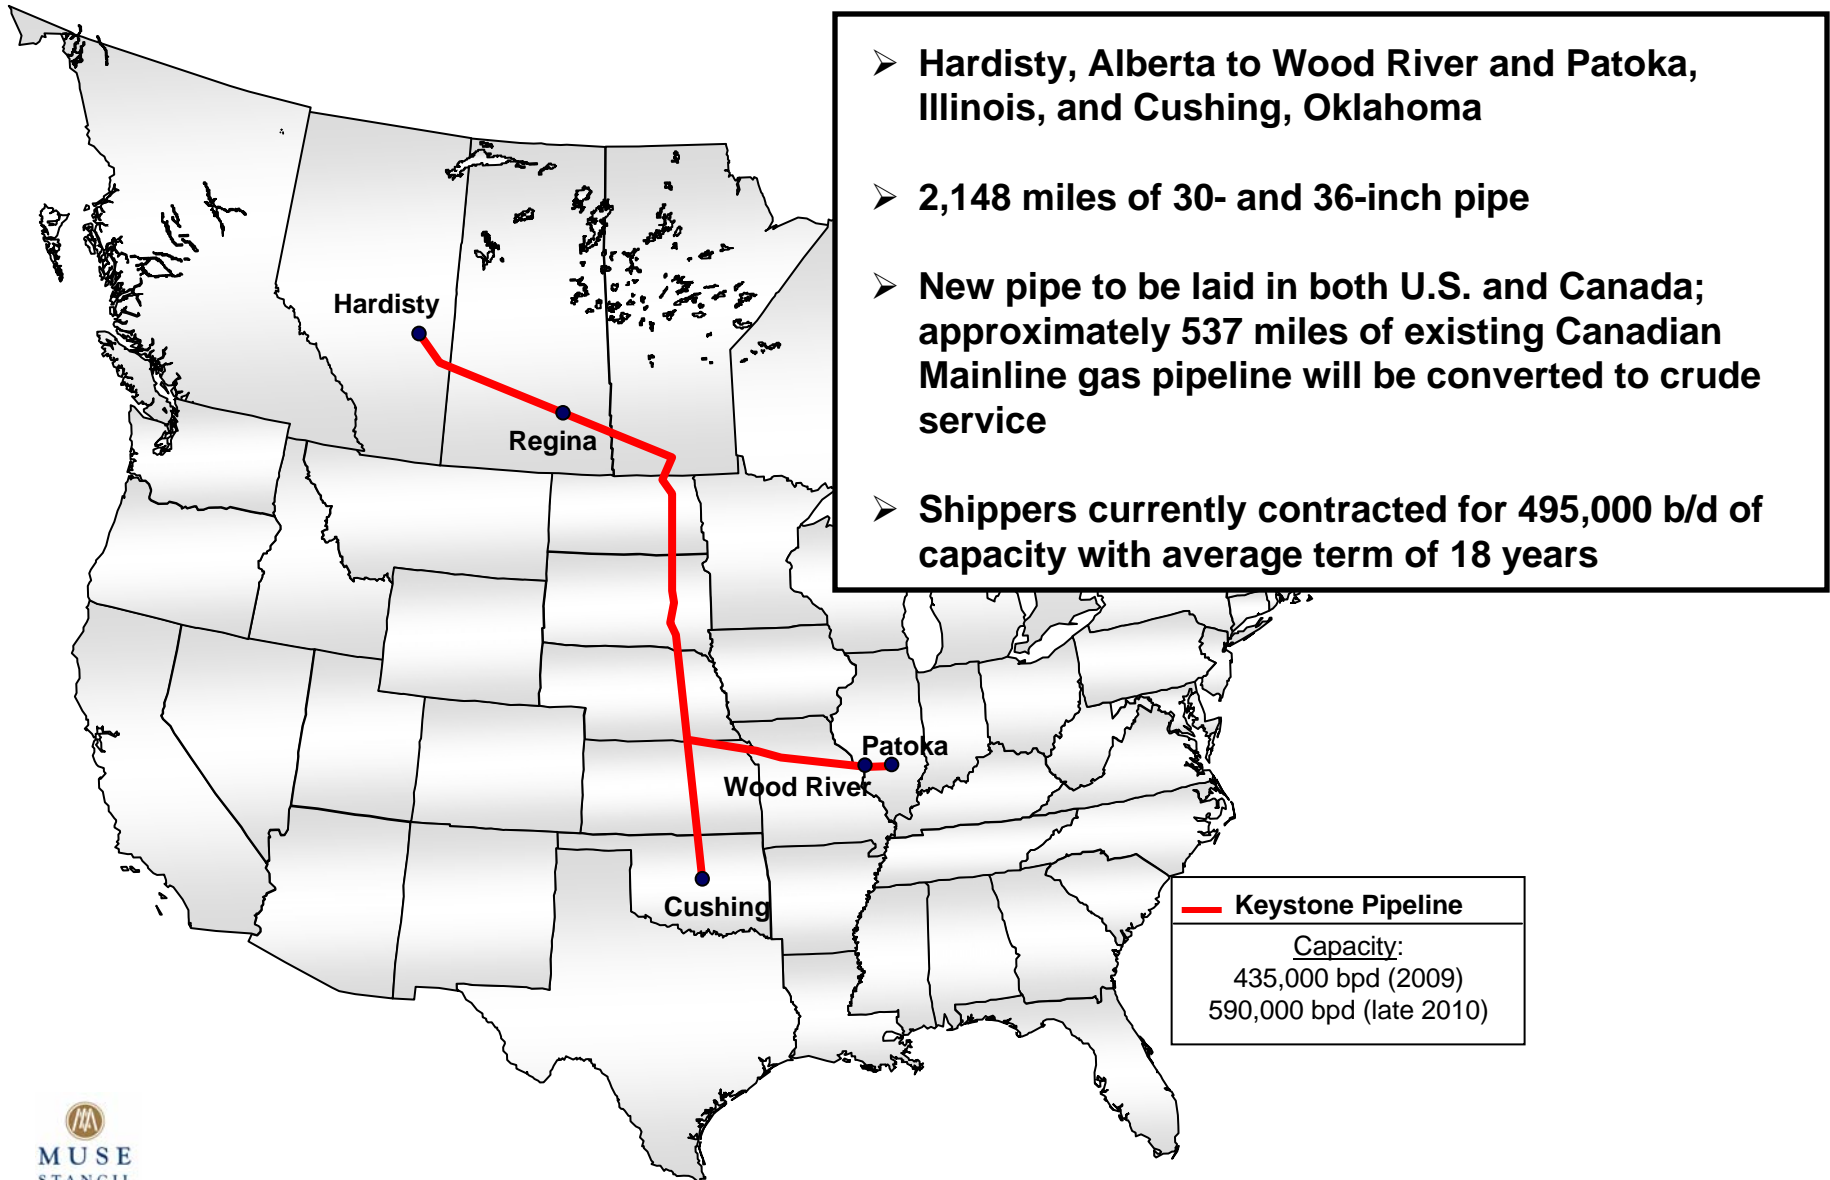 ➢ Hardisty, Alberta to Wood River and Patoka,
Illinois, and Cushing, Oklahoma
➢ 2,148 miles of 30- and 36-inch pipe
➢ New pipe to be laid in both U.S. and Canada;
approximately 537 miles of existing Canadian
Mainline gas pipeline will be converted to crude
service
➢ Shippers currently contracted for 495,000 b/d of
capacity with average term of 18 years
Hardisty
Regina
Patoka
Wood River
Cushing
Keystone Pipeline
Capacity:
435,000 bpd (2009)
590,000 bpd (late 2010)
MUSE
STANCIL